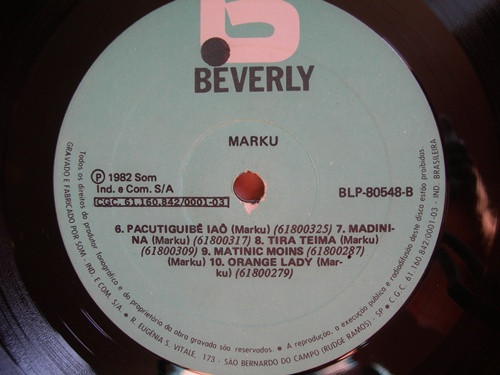 BEVERLY
MARKU
P 1982 Som
Ind. e Com. S/A
CGC. 61.160.842/0001-03
BLP-80548-B
6. PACUTIGUIBÊ IAÔ (Marku) (61800325) 7. MADINI-
NA (Marku) (61800317) 8. TIRA TEIMA (Marku)
(61800309) 9. MATINIC MOINS (61800287)
(Marku) 10. ORANGE LADY (Mar-
ku) (61800279)
Todos os direitos do produtor fonográfico e do proprietário da obra gravada são reservados. • A reprodução, a execução pública e radiodifusão deste disco estão proibidas.
GRAVADO E FABRICADO POR SOM - IND. E COM. S/A. - R. EUGÊNIA S. VITALE, 173 - SÃO BERNARDO DO CAMPO (RUDGE RAMOS) - SP • C G C 61.160.842/0001-03 - IND. BRASILEIRA